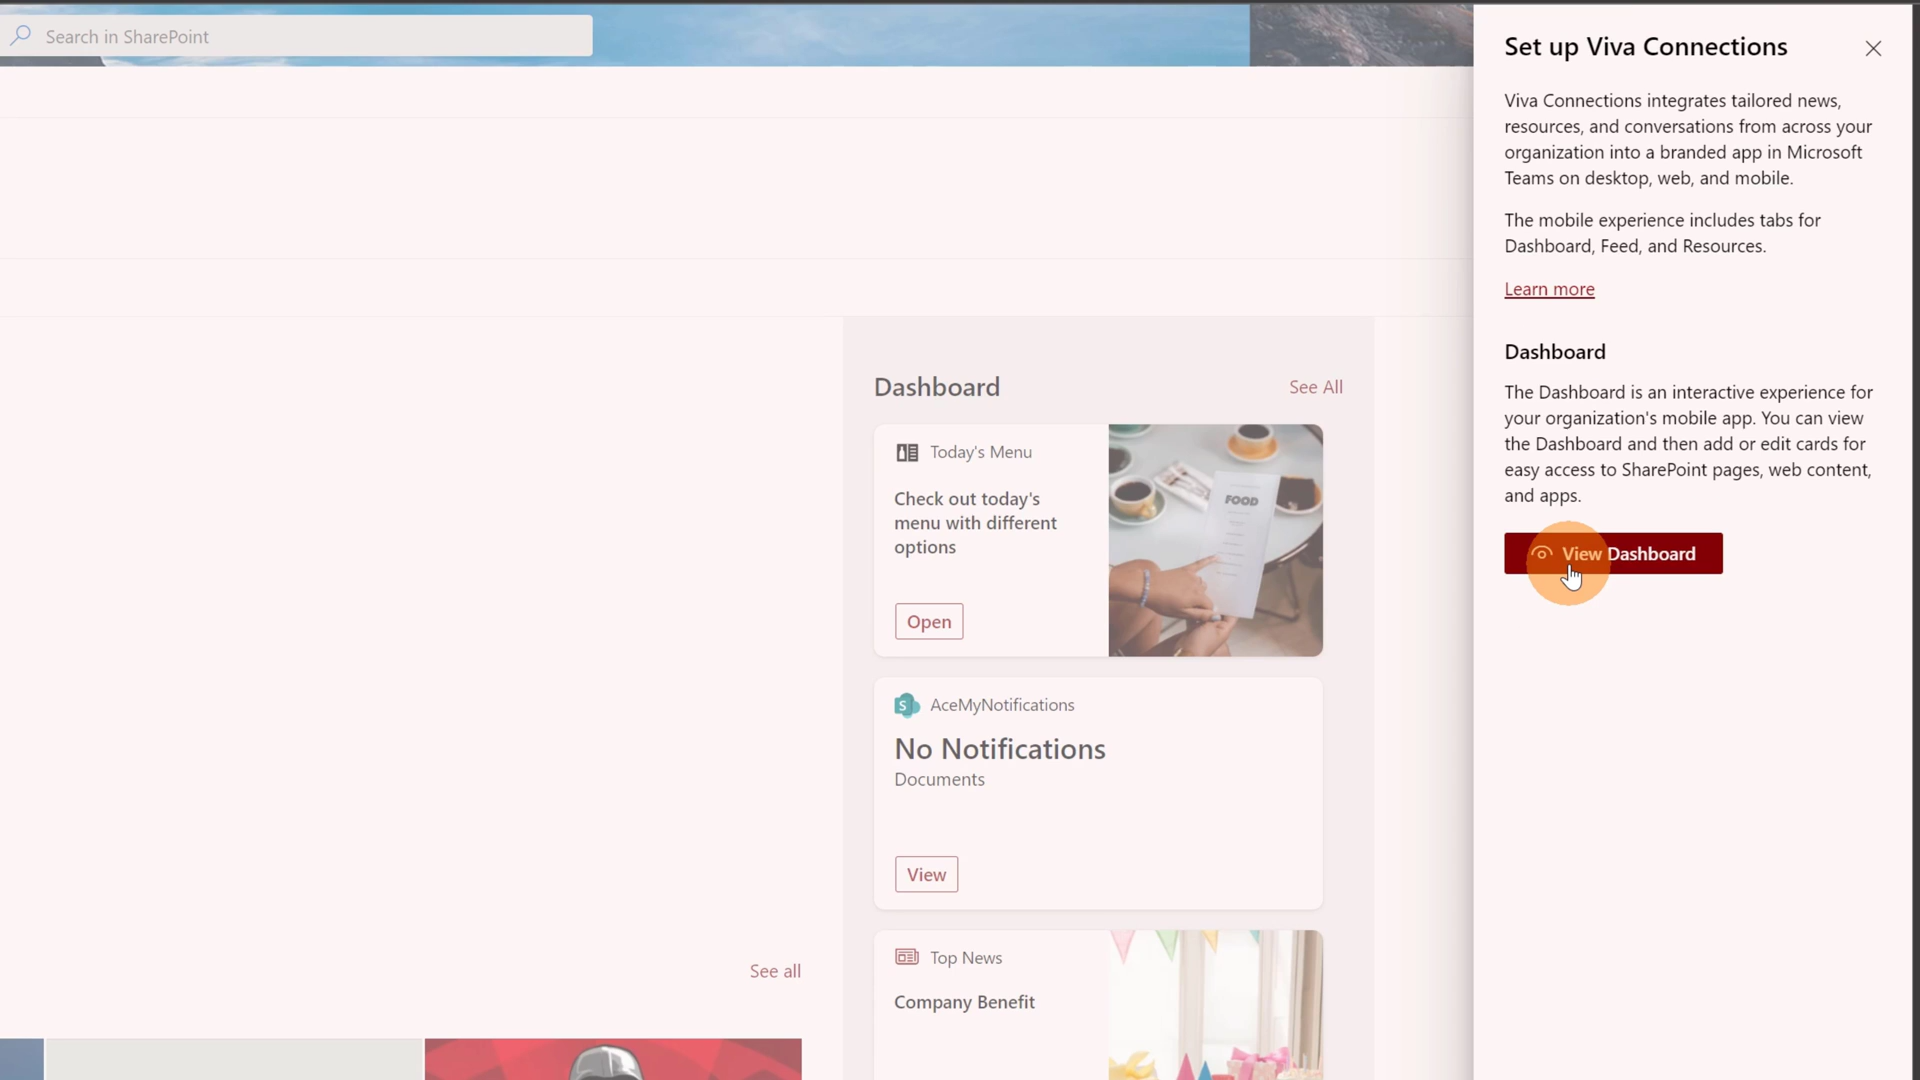 Search in SharePoint
Set up Viva Connections
Viva Connections integrates tailored news,
resources, and conversations from across your
organization into a branded app in Microsoft
Teams on desktop, web, and mobile.
The mobile experience includes tabs for
Dashboard, Feed, and Resources.
Learn more
Dashboard
The Dashboard is an interactive experience for
your organization's mobile app. You can view
the Dashboard and then add or edit cards for
easy access to SharePoint pages, web content,
and apps.
View Dashboard
Dashboard
See All
Today's Menu
Check out today's
menu with different
options
Open
FOOD
S
AceMyNotifications
No Notifications
Documents
View
Top News
Company Benefit
See all